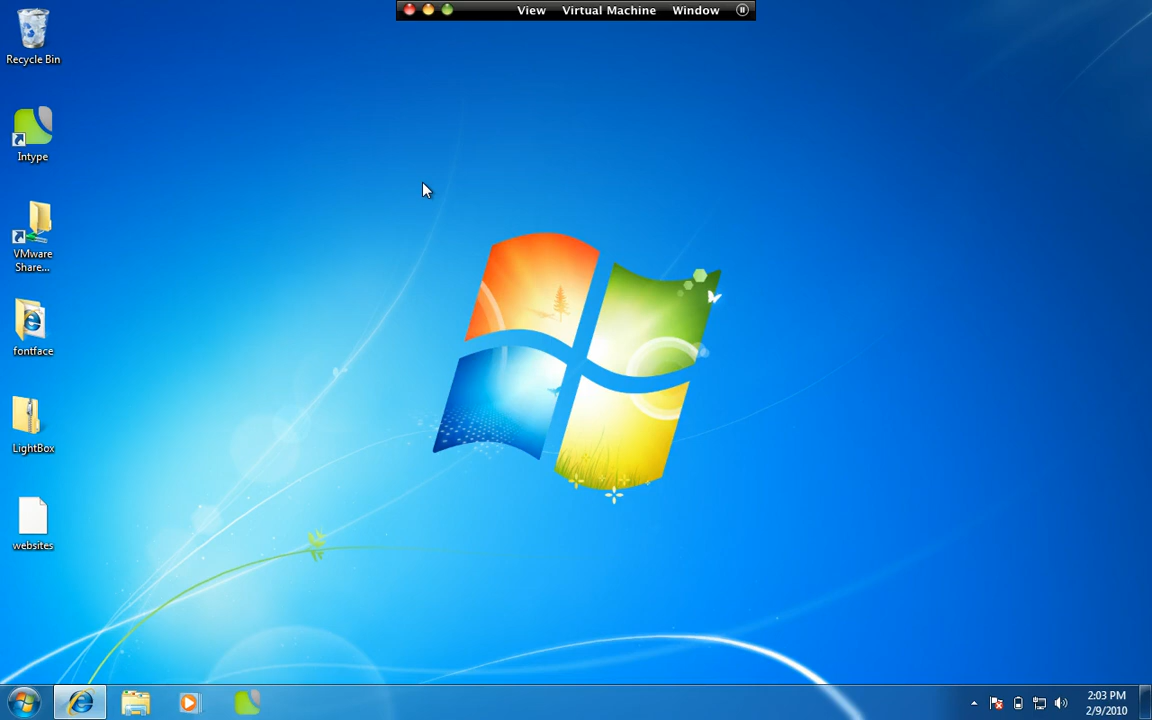 View Virtual Machine Window
Recycle Bin
Intype
VMware
Share...
fontface
LightBox
websites
2:03 PM
2/9/2010